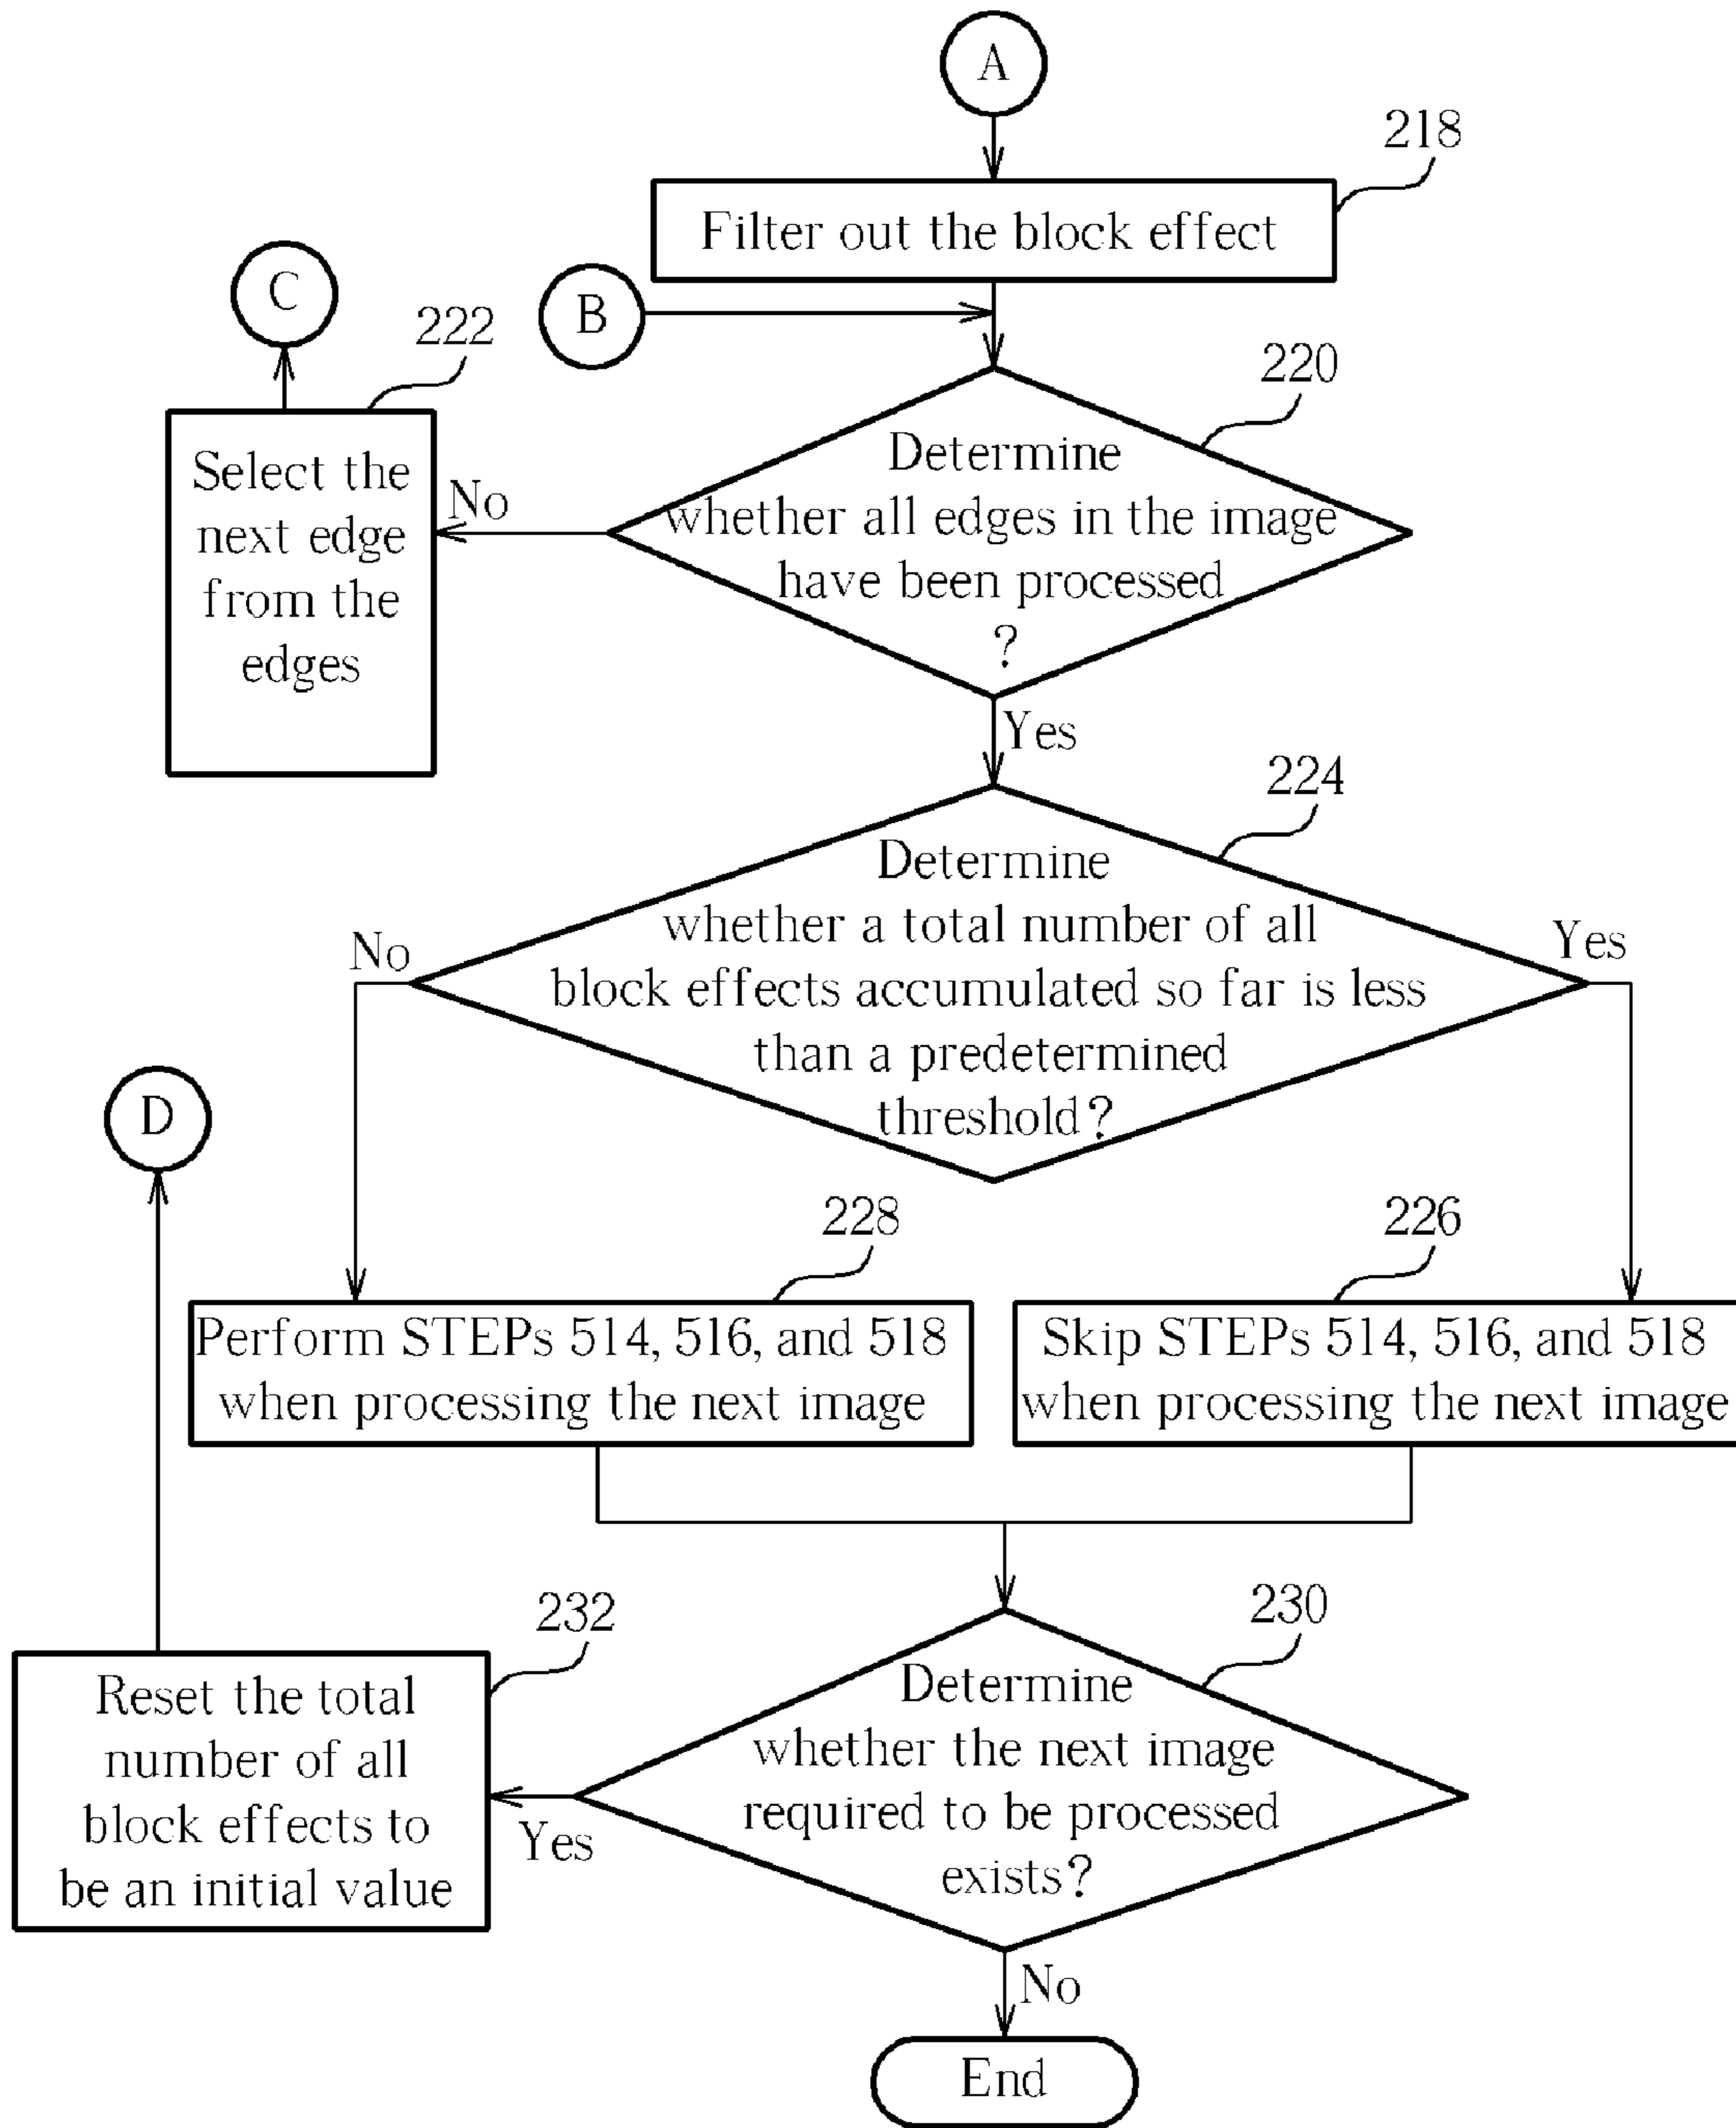 A
218
Filter out the block effect
C
B
222
220
Select the
next edge
from the
edges
No
Determine
whether all edges in the image
have been processed
?
Yes
224
Determine
whether a total number of all
block effects accumulated so far is less
than a predetermined
threshold?
No
Yes
D
228
226
Perform STEPs 514, 516, and 518
when processing the next image
Skip STEPs 514, 516, and 518
when processing the next image
232
230
Reset the total
number of all
block effects to
be an initial value
Yes
Determine
whether the next image
required to be processed
exists?
No
End